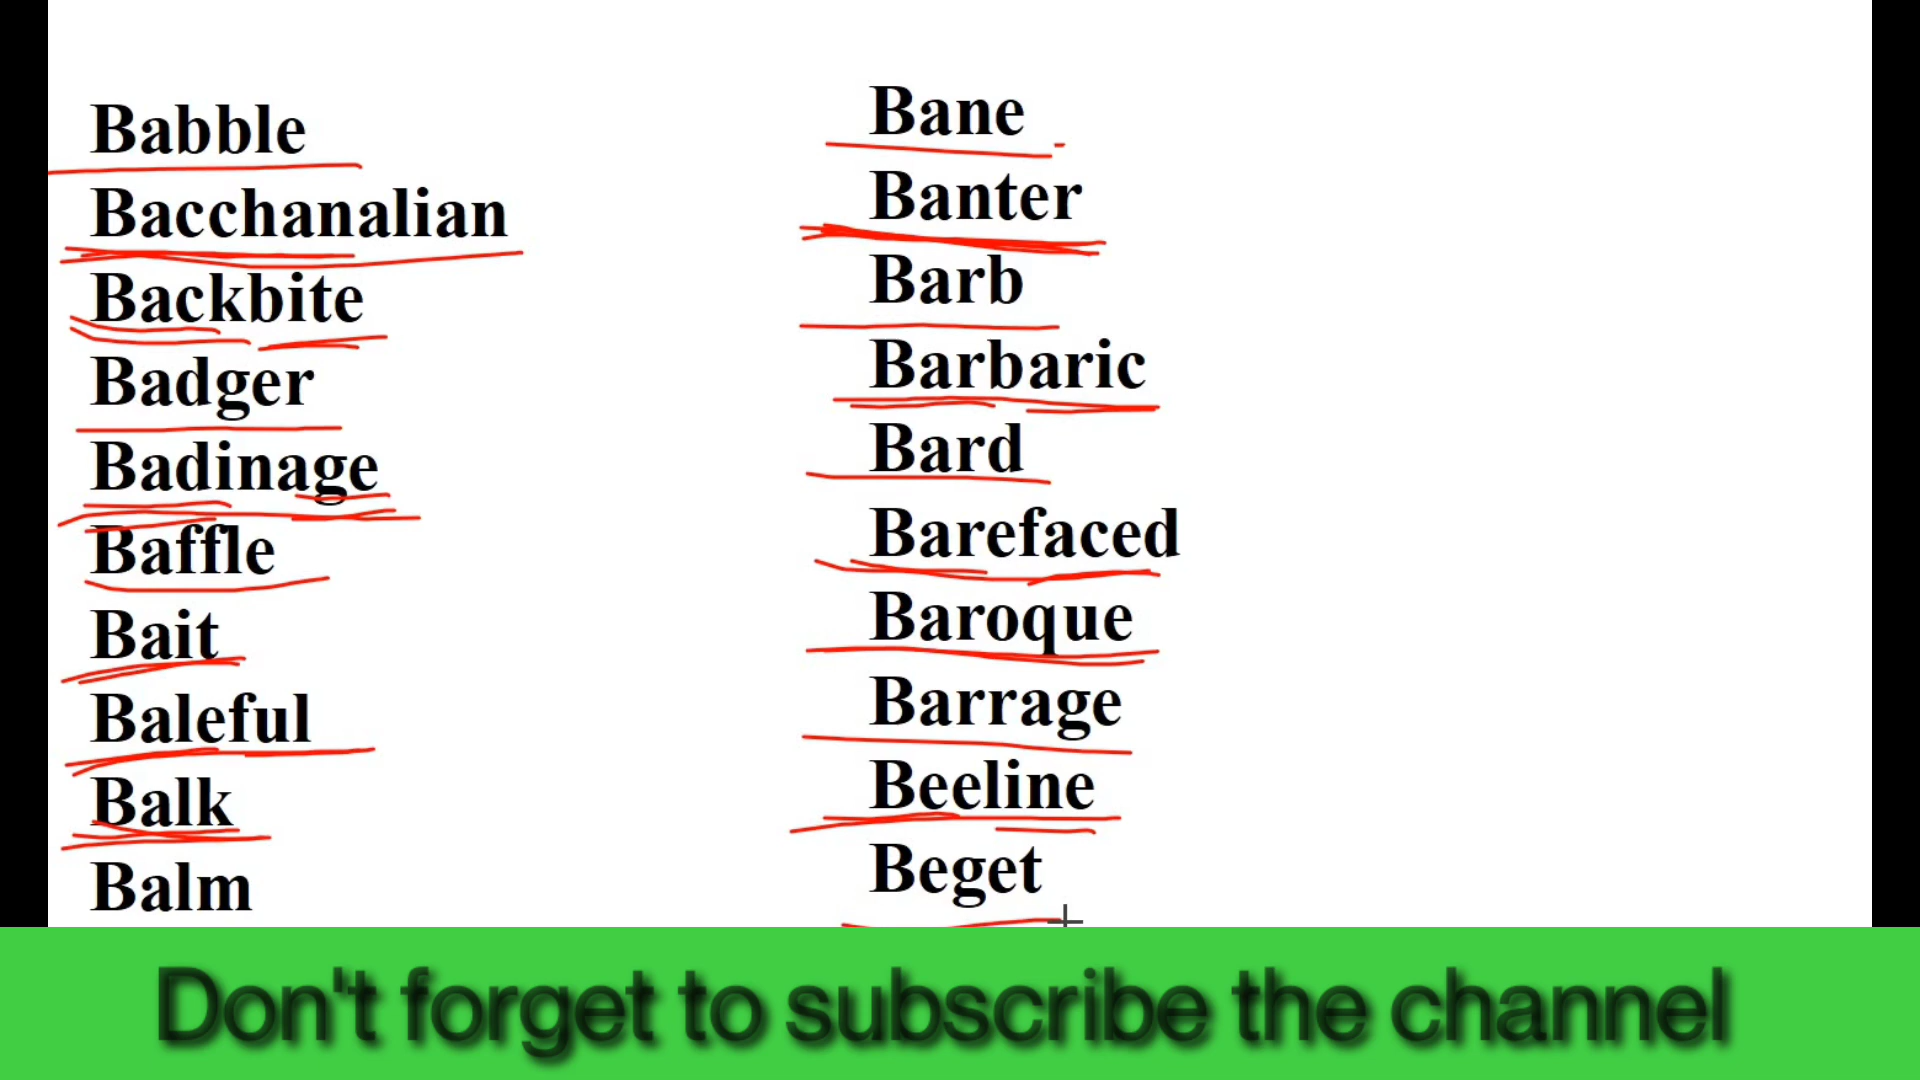 Babble
Bacchanalian
Backbite
Badger
Badinage
Baffle
Bait
Baleful
Balk
Balm
Bane
Banter
Barb
Barbaric
Bard
Barefaced
Baroque
Barrage
Beeline
Beget
Don't forget to subscribe the channel